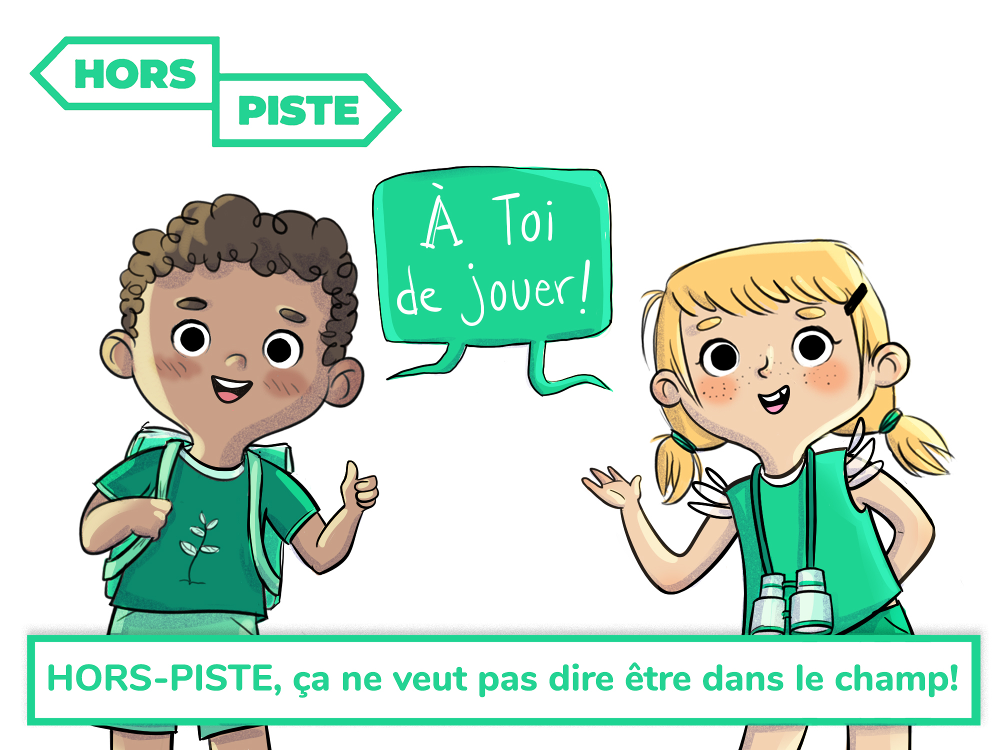 HORS
PISTE
À Toi
de jouer!
HORS-PISTE, ça ne veut pas dire être dans le champ!